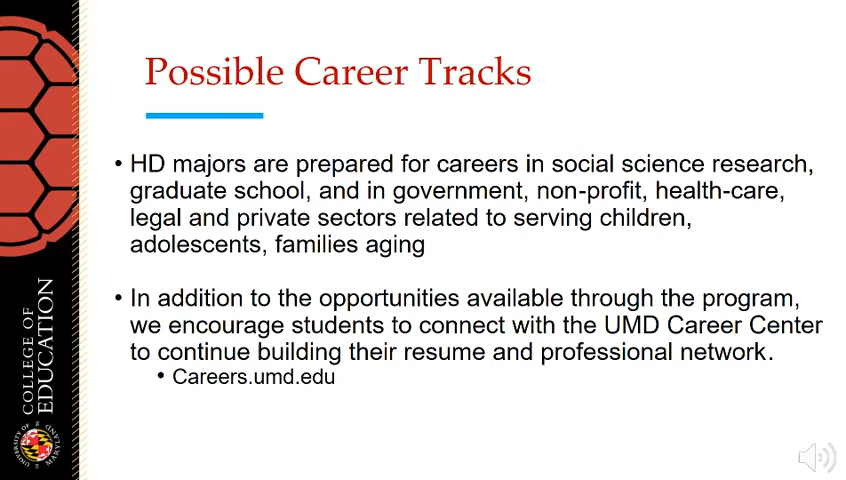 Possible Career Tracks
• HD majors are prepared for careers in social science research,
graduate school, and in government, non-profit, health-care,
legal and private sectors related to serving children,
adolescents, families aging
• In addition to the opportunities available through the program,
we encourage students to connect with the UMD Career Center
to continue building their resume and professional network.
• Careers.umd.edu
COLLEGE OF
EDUCATION
UNIVERSITY OF
MARYLAND